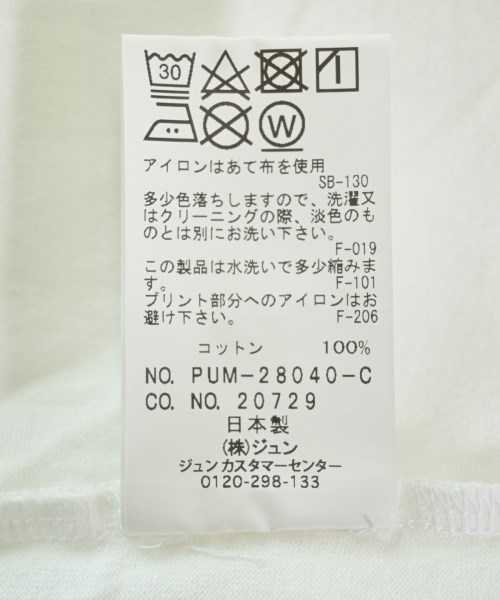 30
W
アイロンはあて布を使用
SB-130
多少色落ちしますので、洗濯又
はクリーニングの際、淡色のも
のとは別にお洗い下さい。
F-019
この製品は水洗いで多少縮みま
す。 F-101
プリント部分へのアイロンはお
避け下さい。 F-206
コットン 100%
NO. PUM-28040-C
CO. NO. 20729
日本製
(株)ジュン
ジュン カスタマーセンター
0120-298-133